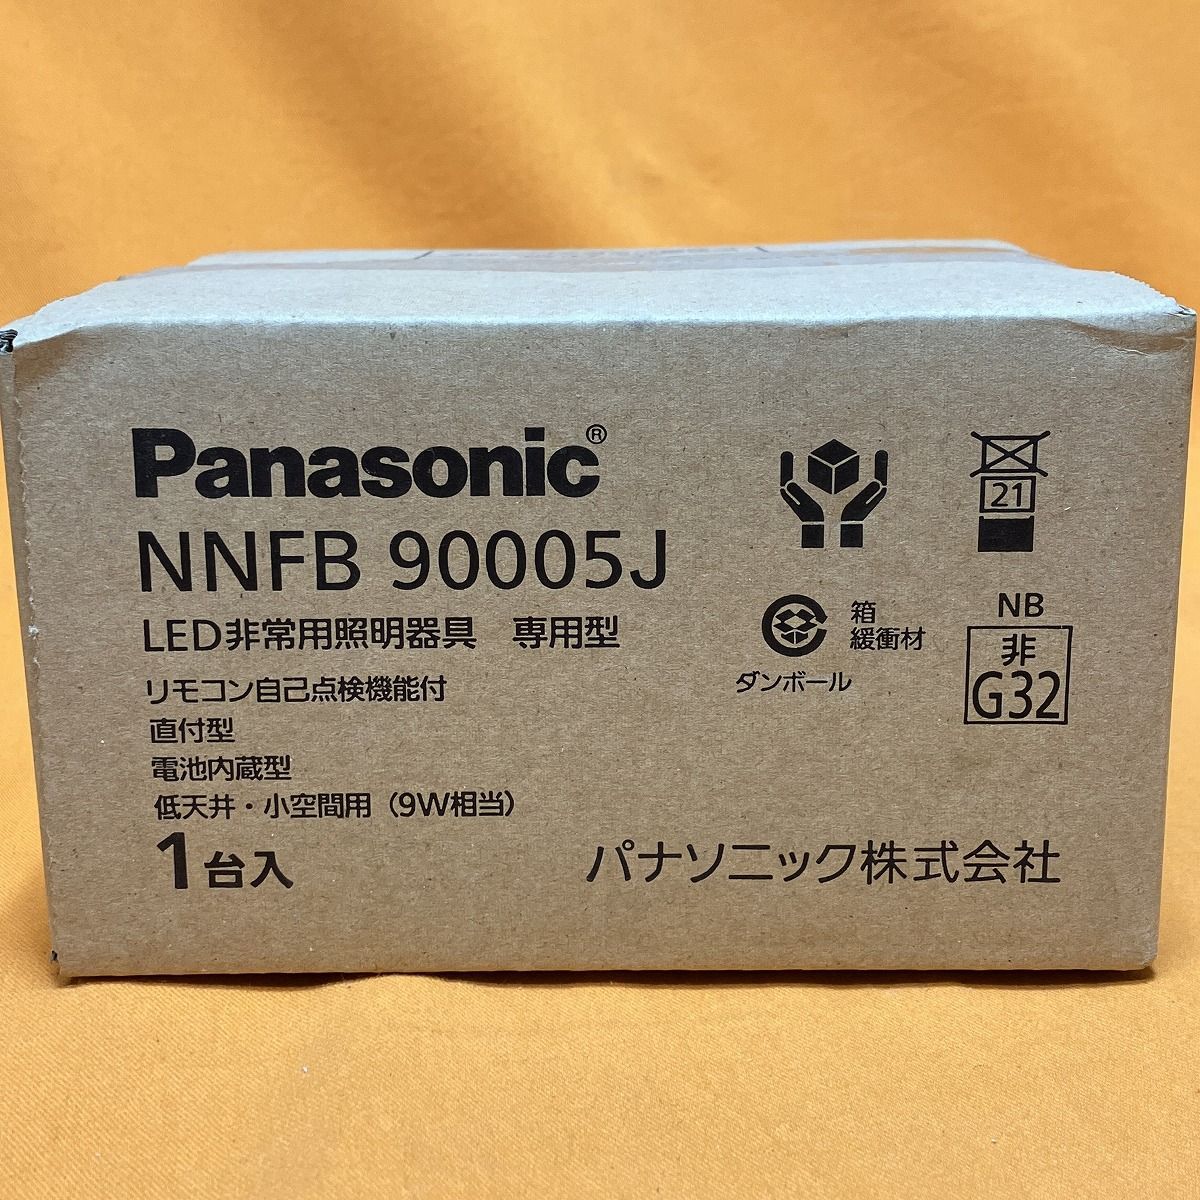 Panasonic®
NNFB 90005J
LED非常用照明器具 専用型
リモコン自己点検機能付
直付型
電池内蔵型
低天井・小空間用（9W相当）
1台入
21
箱
緩衝材
ダンボール
NB
非
G32
パナソニック株式会社